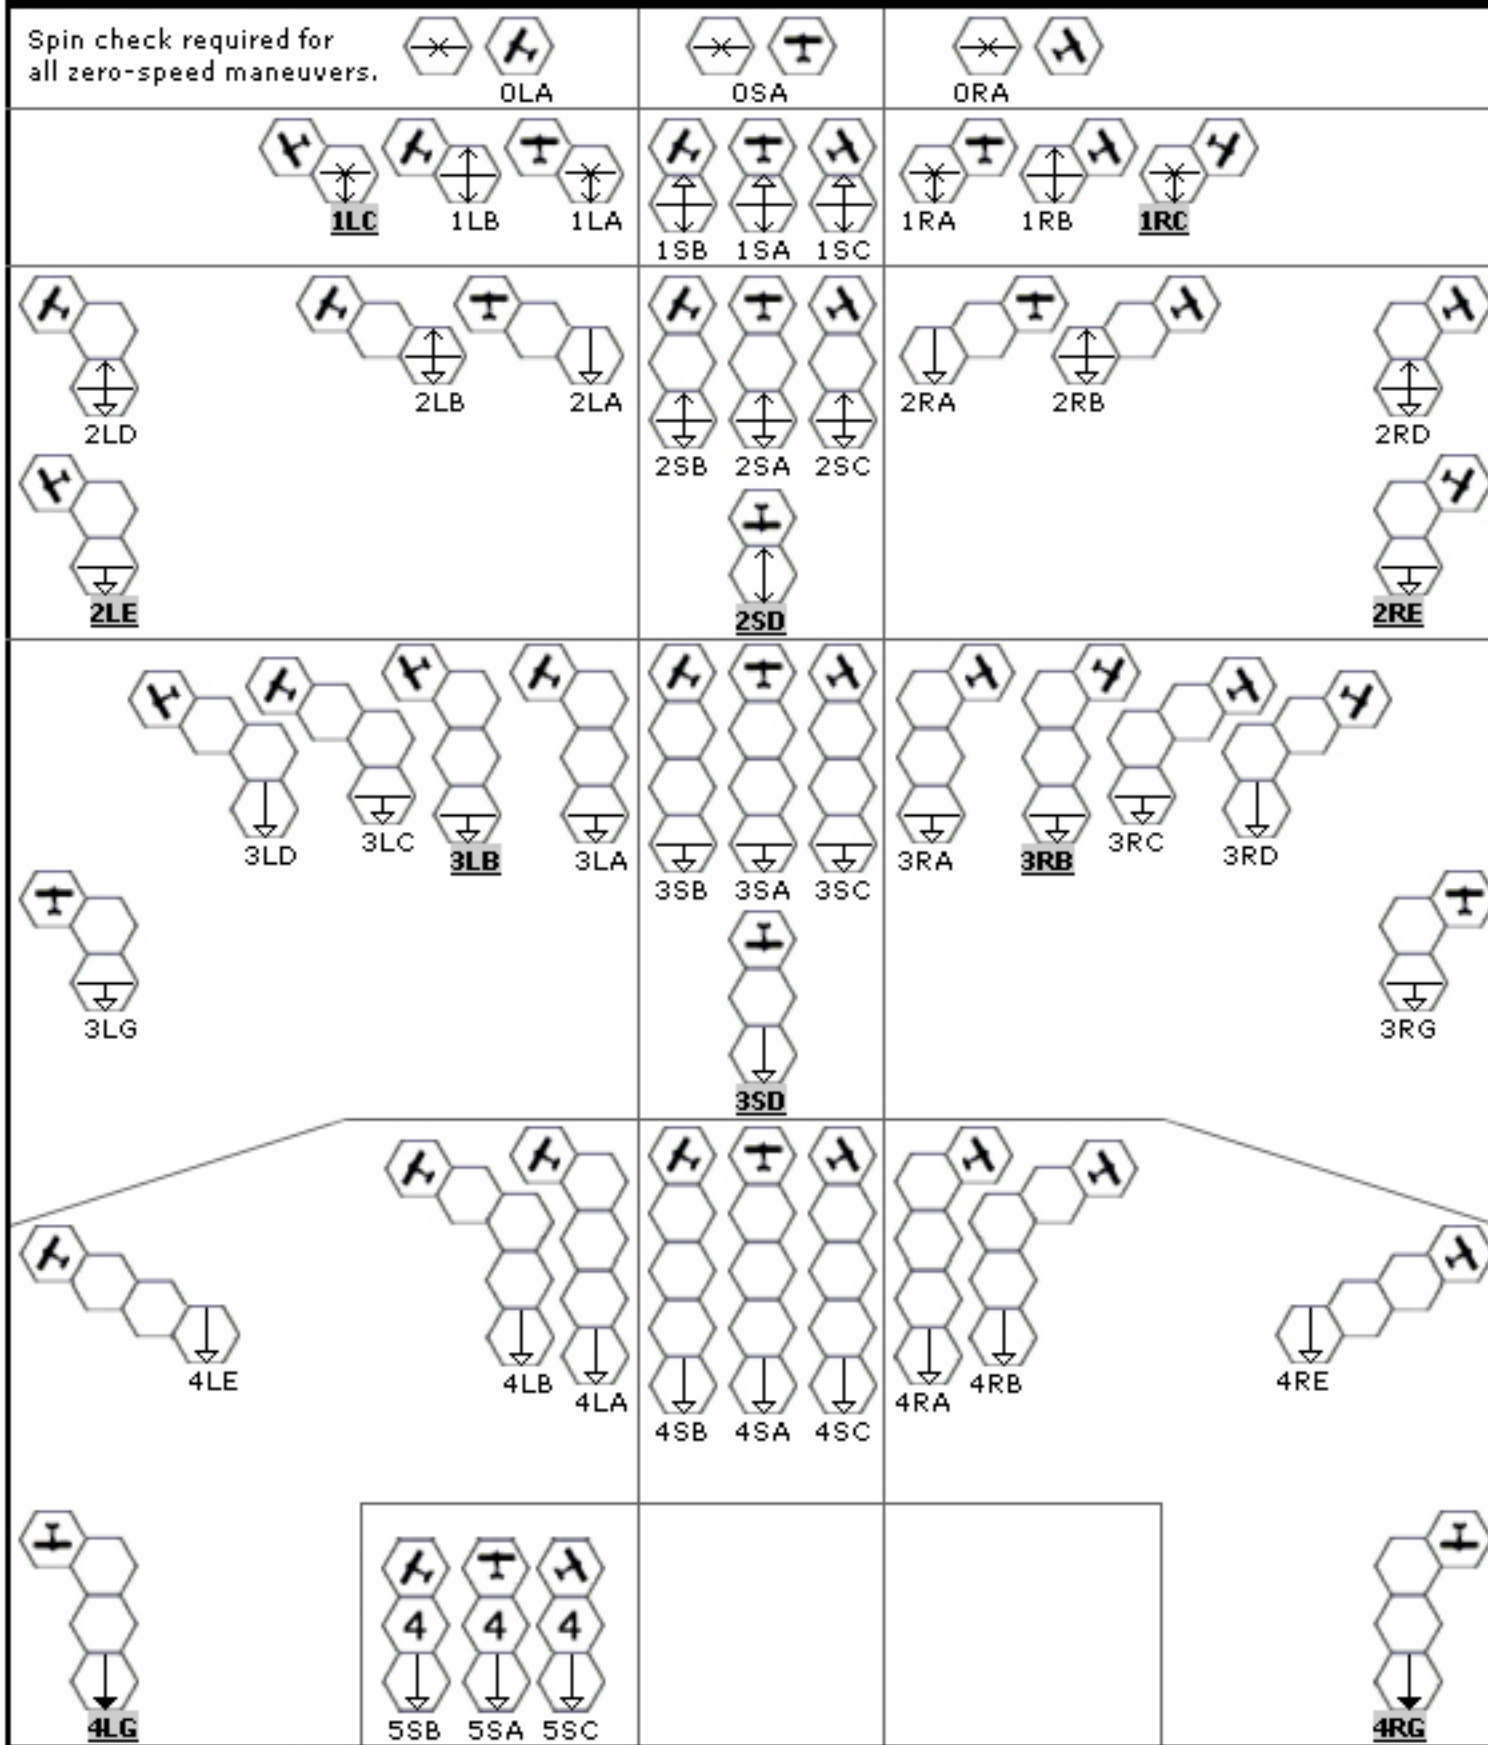 Spin check required for
all zero-speed maneuvers.
0LA 0SA 0RA
1LC 1LB 1LA 1SB 1SA 1SC 1RA 1RB 1RC
2LD 2LB 2LA 2SB 2SA 2SC 2RA 2RB 2RD
2LE 2SD 2RE
3LD 3LC 3LB 3LA 3SB 3SA 3SC 3RA 3RB 3RC 3RD
3LG 3SD 3RG
4LE 4LB 4LA 4SB 4SA 4SC 4RA 4RB 4RE
4 4 4
4LG 5SB 5SA 5SC 4RG